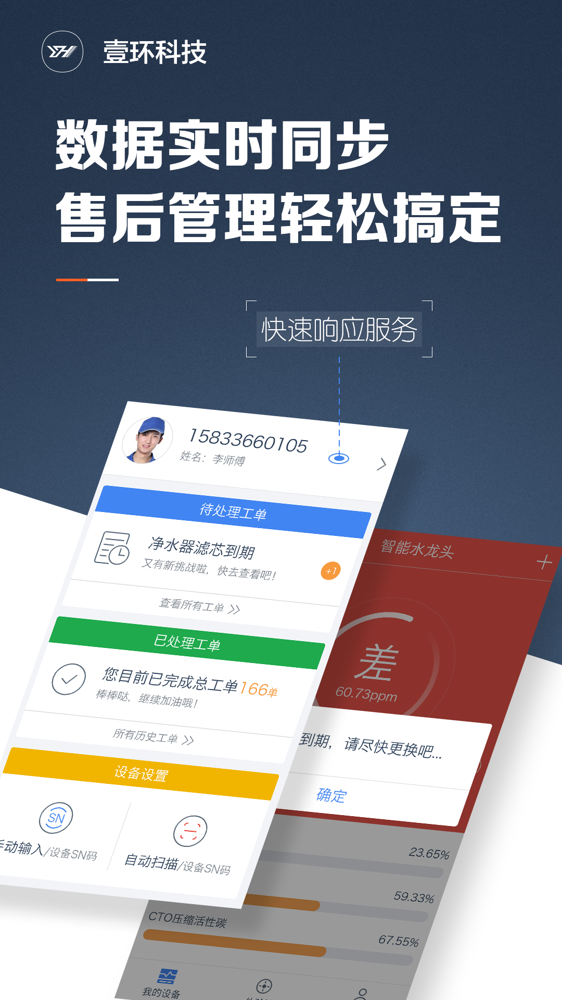 壹环科技
数据实时同步
售后管理轻松搞定
快速响应服务
15833660105
姓名：李师傅
待处理工单
净水器滤芯到期
又有新挑战啦，快去查看吧！
+1
查看所有工单
已处理工单
您目前已完成总工单166单
棒棒哒，继续加油哦！
所有历史工单
设备设置
SN
手动输入/设备SN码
自动扫描/设备SN码
智能水龙头
差
60.73ppm
到期，请尽快更换吧...
确定
23.65%
59.33%
CTO压缩活性碳
67.55%
我的设备